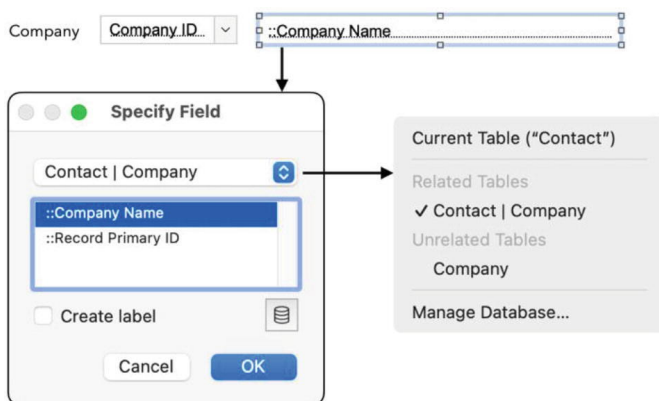 Company Company ID ::Company Name
Specify Field
Contact | Company
::Company Name
::Record Primary ID
Create label
Cancel OK
Current Table (“Contact”)
Related Tables
✓ Contact | Company
Unrelated Tables
Company
Manage Database...